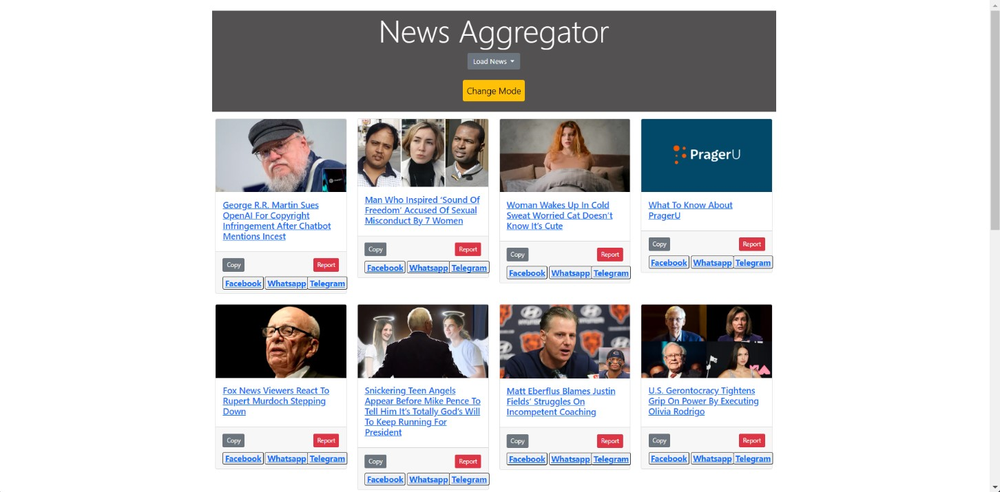 News Aggregator
Load News
Change Mode
George R.R. Martin Sues
OpenAI For Copyright
Infringement After Chatbot
Mentions Incest
Copy
Report
Facebook Whatsapp Telegram
Man Who Inspired ‘Sound Of
Freedom’ Accused Of Sexual
Misconduct By 7 Women
Copy
Report
Facebook Whatsapp Telegram
Woman Wakes Up In Cold
Sweat Worried Cat Doesn’t
Know It’s Cute
Copy
Report
Facebook Whatsapp Telegram
PragerU
What To Know About
PragerU
Copy
Report
Facebook Whatsapp Telegram
Fox News Viewers React To
Rupert Murdoch Stepping
Down
Copy
Report
Facebook Whatsapp Telegram
Snickering Teen Angels
Appear Before Mike Pence To
Tell Him It’s Totally God’s Will
To Keep Running For
President
Copy
Report
Facebook Whatsapp Telegram
HYUNDAI
Matt Eberflus Blames Justin
Fields’ Struggles On
Incompetent Coaching
Copy
Report
Facebook Whatsapp Telegram
U.S. Gerontocracy Tightens
Grip On Power By Executing
Olivia Rodrigo
Copy
Report
Facebook Whatsapp Telegram